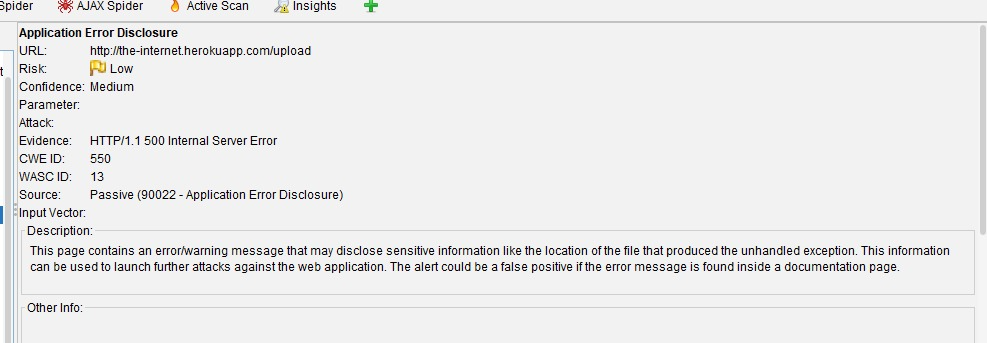 Spider AJAX Spider Active Scan Insights
Application Error Disclosure
URL: http://the-internet.herokuapp.com/upload
Risk: Low
Confidence: Medium
Parameter:
Attack:
Evidence: HTTP/1.1 500 Internal Server Error
CWE ID: 550
WASC ID: 13
Source: Passive (90022 - Application Error Disclosure)
Input Vector:
Description:
This page contains an error/warning message that may disclose sensitive information like the location of the file that produced the unhandled exception. This information
can be used to launch further attacks against the web application. The alert could be a false positive if the error message is found inside a documentation page.
Other Info: